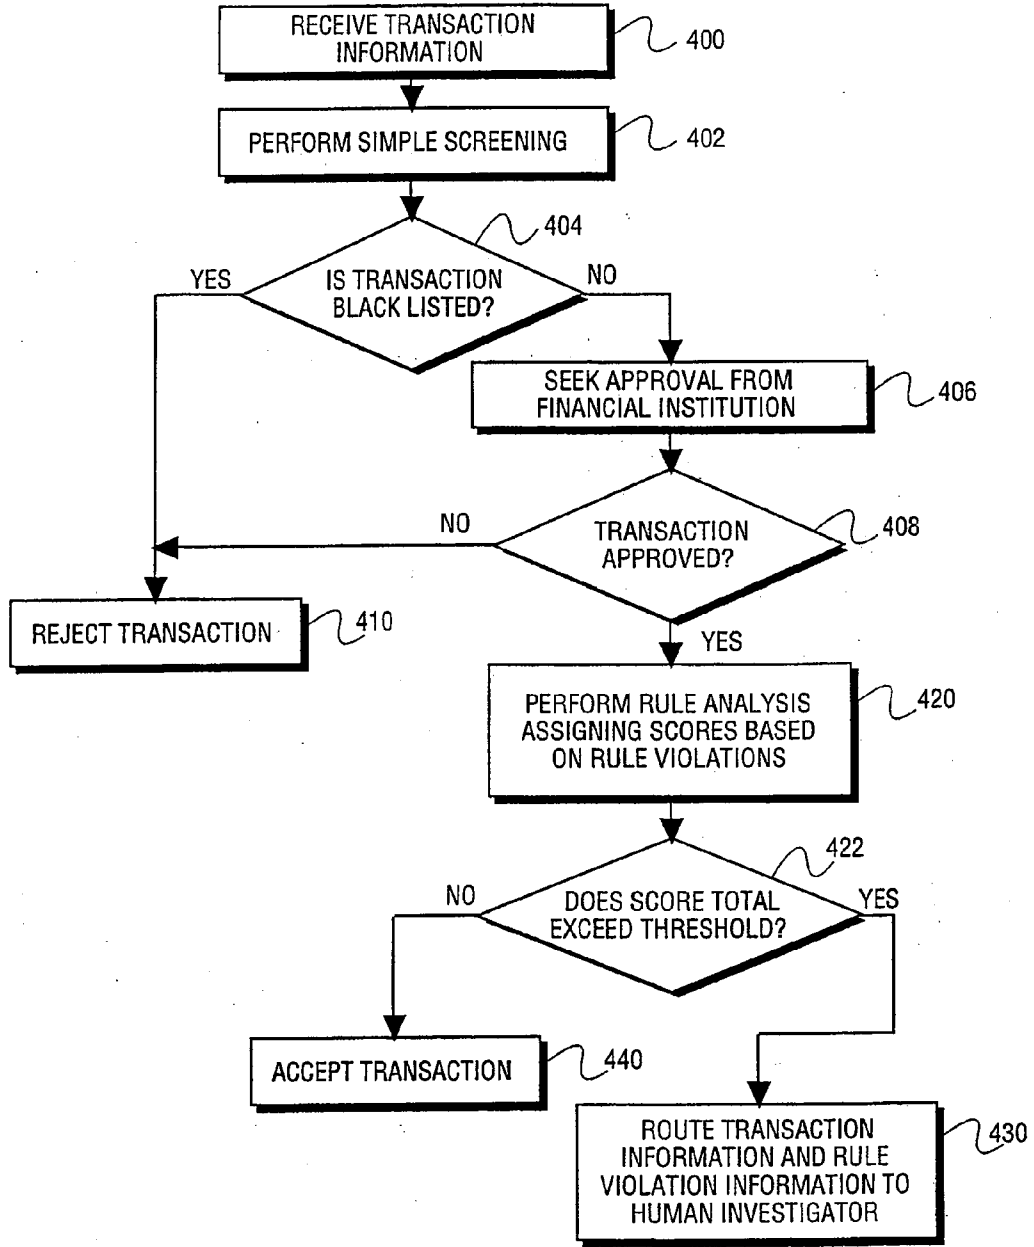 RECEIVE TRANSACTION
INFORMATION
400
PERFORM SIMPLE SCREENING
402
404
YES
IS TRANSACTION
BLACK LISTED?
NO
SEEK APPROVAL FROM
FINANCIAL INSTITUTION
406
NO
TRANSACTION
APPROVED?
408
REJECT TRANSACTION
410
YES
PERFORM RULE ANALYSIS
ASSIGNING SCORES BASED
ON RULE VIOLATIONS
420
422
NO
DOES SCORE TOTAL
EXCEED THRESHOLD?
YES
ACCEPT TRANSACTION
440
ROUTE TRANSACTION
INFORMATION AND RULE
VIOLATION INFORMATION TO
HUMAN INVESTIGATOR
430